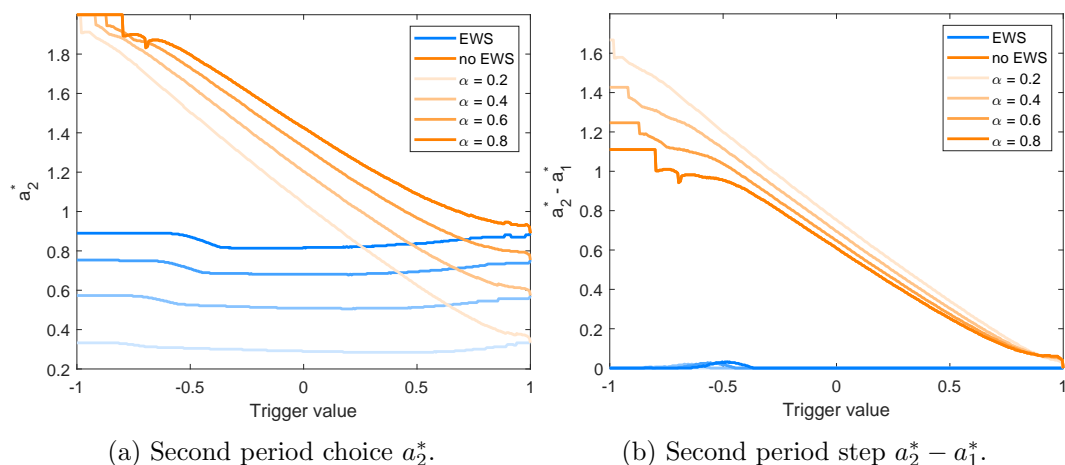 1.8
1.6
1.4
1.2
1
0.8
0.6
0.4
0.2
a*2
-1
-0.5
0
0.5
1
Trigger value
EWS
no EWS
α = 0.2
α = 0.4
α = 0.6
α = 0.8
(a) Second period choice a*2.
1.6
1.4
1.2
1
0.8
0.6
0.4
0.2
0
a*2 - a*1
-1
-0.5
0
0.5
1
Trigger value
EWS
no EWS
α = 0.2
α = 0.4
α = 0.6
α = 0.8
(b) Second period step a*2 − a*1.